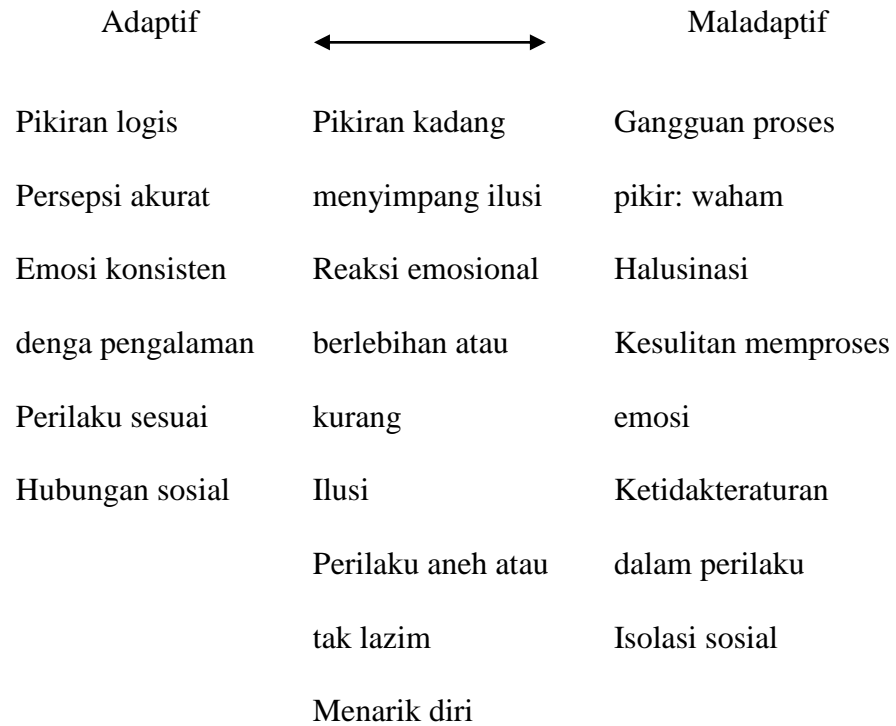 Adaptif Maladaptif
Pikiran logis Pikiran kadang Gangguan proses
Persepsi akurat menyimpang ilusi pikir: waham
Emosi konsisten Reaksi emosional Halusinasi
denga pengalaman berlebihan atau Kesulitan memproses
Perilaku sesuai kurang emosi
Hubungan sosial Ilusi Ketidakteraturan
Perilaku aneh atau dalam perilaku
tak lazim Isolasi sosial
Menarik diri